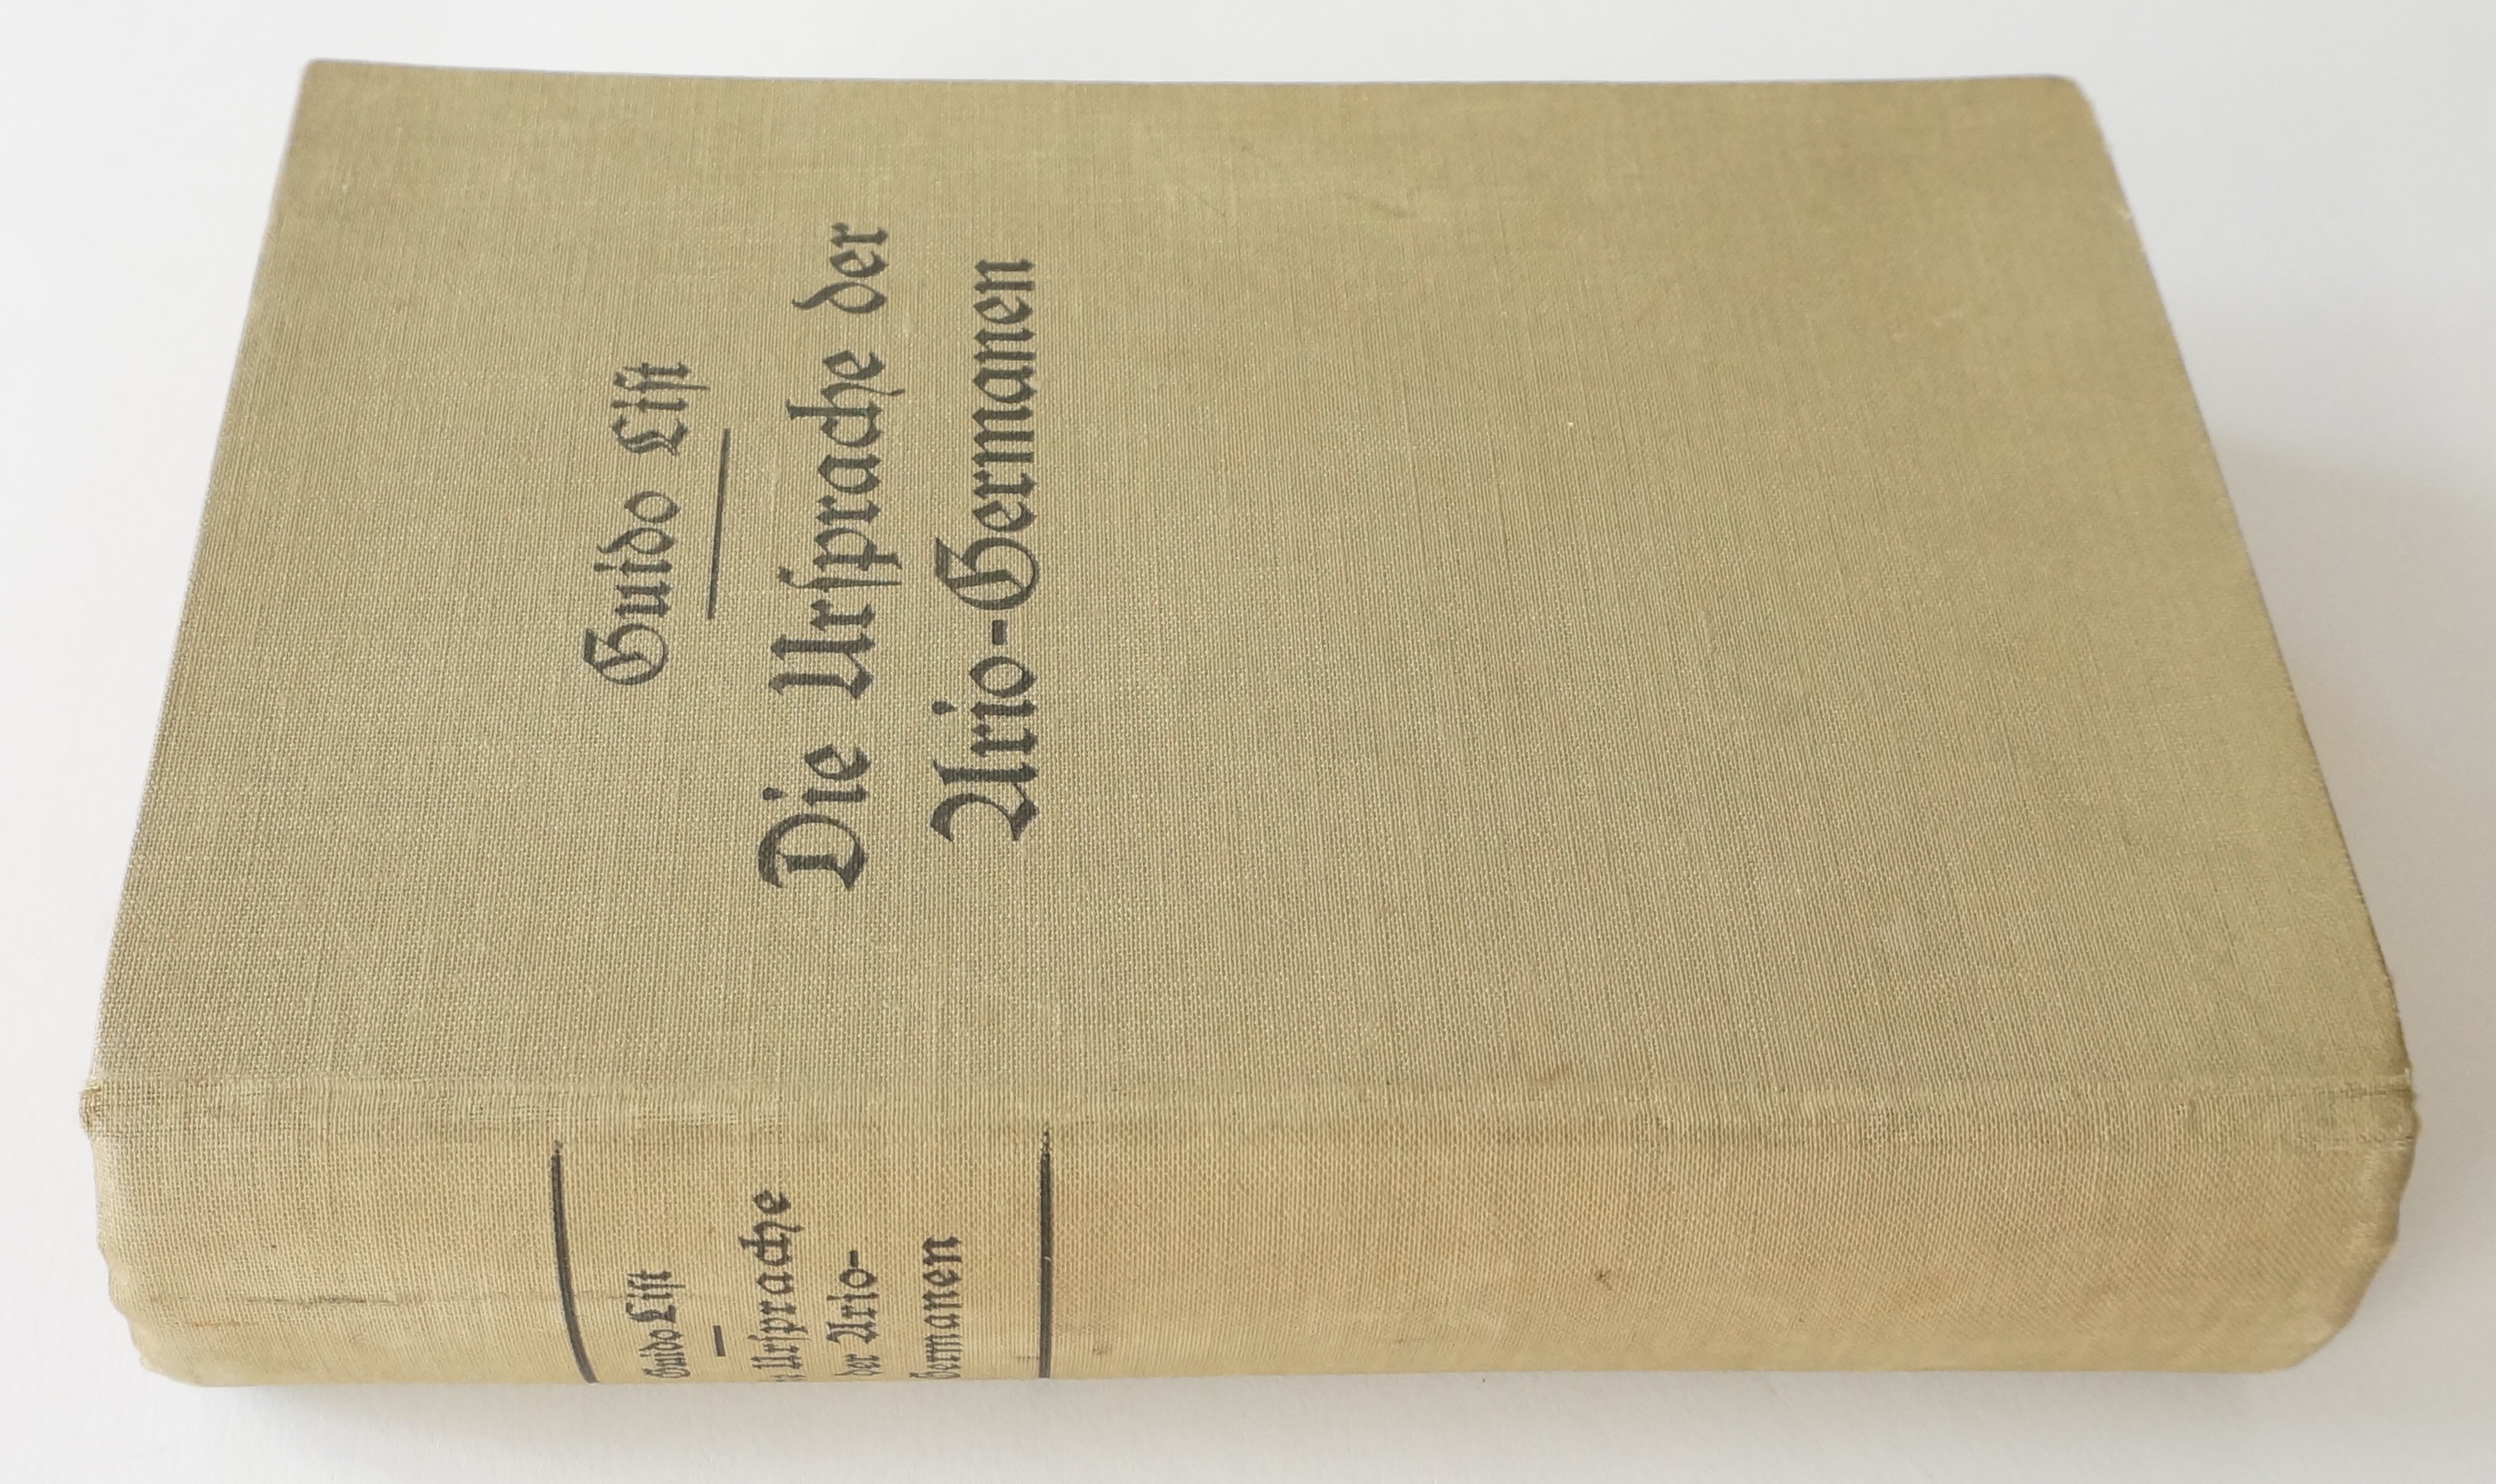 Guido Liſt
Die Urſprache der
Ario-Germanen
Guido Liſt
Urſprache
der Ario-
Germanen